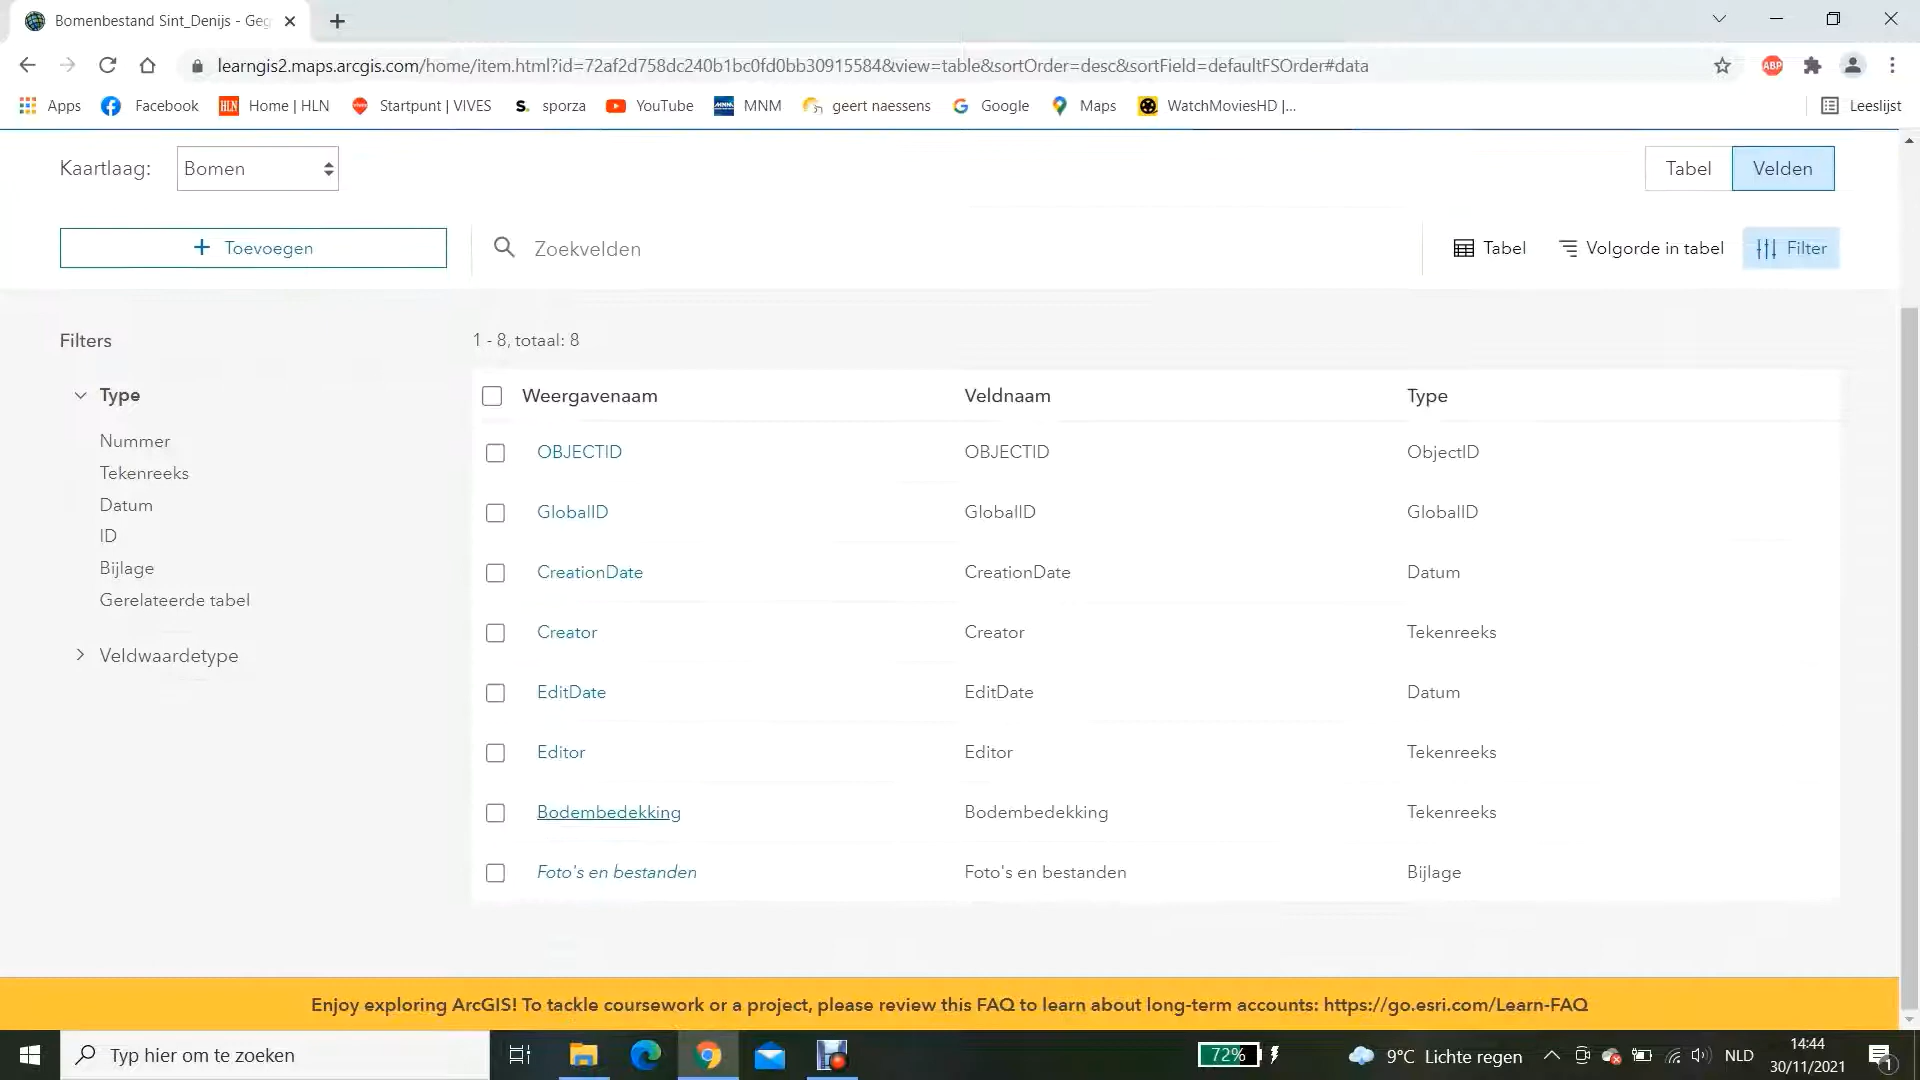 Bomenbestand Sint_Denijs - Geg
learngis2.maps.arcgis.com/home/item.html?id=72af2d758dc240b1bc0fd0bb30915584&view=table&sortOrder=desc&sortField=defaultFSOrder#data
ABP
Apps Facebook HLN Home | HLN Startpunt | VIVES S. sporza YouTube MNM MNM geert naessens Google Maps WatchMoviesHD |... Leeslijst
Kaartlaag: Bomen Tabel Velden
+ Toevoegen Zoekvelden Tabel Volgorde in tabel Filter
Filters 1 - 8, totaal: 8
Type
Nummer
Tekenreeks
Datum
ID
Bijlage
Gerelateerde tabel
Veldwaardetype
Weergavenaam Veldnaam Type
OBJECTID OBJECTID ObjectID
GlobalID GlobalID GlobalID
CreationDate CreationDate Datum
Creator Creator Tekenreeks
EditDate EditDate Datum
Editor Editor Tekenreeks
Bodembedekking Bodembedekking Tekenreeks
Foto's en bestanden Foto's en bestanden Bijlage
Enjoy exploring ArcGIS! To tackle coursework or a project, please review this FAQ to learn about long-term accounts: https://go.esri.com/Learn-FAQ
Typ hier om te zoeken 72% 9°C Lichte regen NLD 14:44
30/11/2021
1